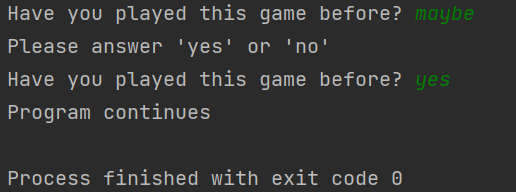 Have you played this game before? maybe
Please answer 'yes' or 'no'
Have you played this game before? yes
Program continues
Process finished with exit code 0